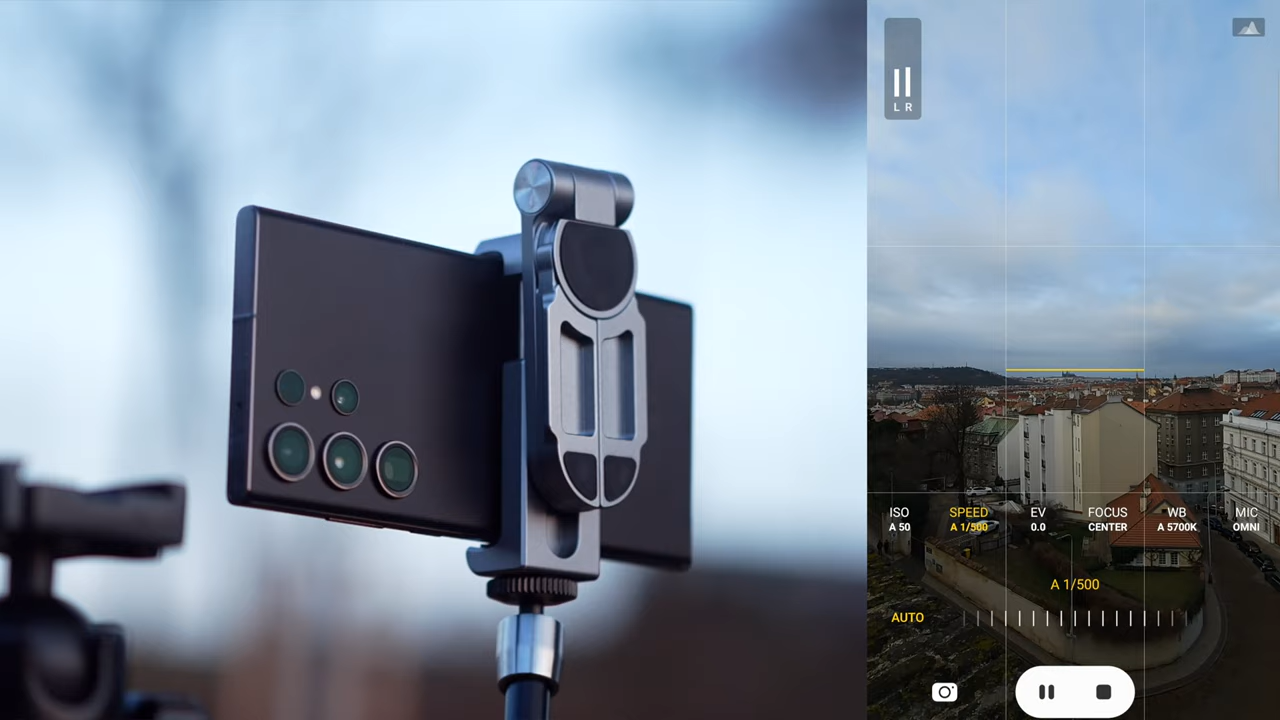 L R
ISO SPEED EV FOCUS WB MIC
A 50 A 1/500 0.0 CENTER A 5700K OMNI
A 1/500
AUTO